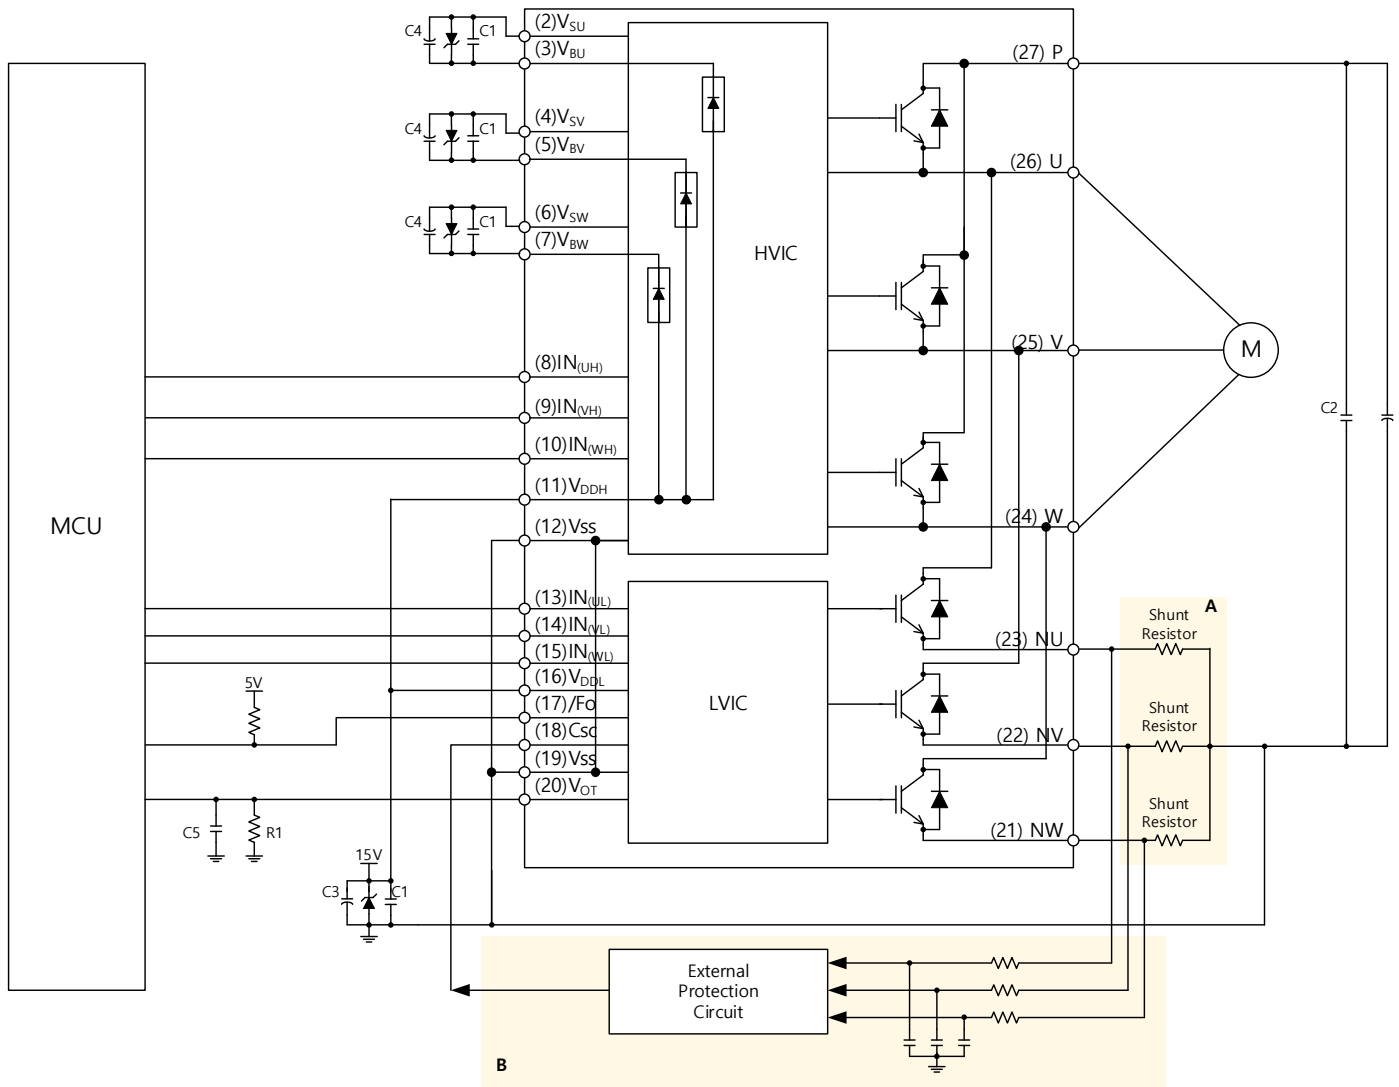 C4
C1
(2)VSU
(3)VBU
(27) P
C4
C1
(4)VSV
(5)VBV
(26) U
C4
C1
(6)VSW
(7)VBW
HVIC
(25) V
M
(8)IN(UH)
(9)IN(VH)
C2
(10)IN(WH)
(11)VDDH
(24) W
MCU
(12)Vss
(13)IN(UL)
(14)IN(VL)
(15)IN(WL)
(16)VDDL
(17)/Fo
(18)Csc
(19)Vss
(20)VOT
LVIC
(23) NU
(22) NV
(21) NW
A
Shunt
Resistor
Shunt
Resistor
Shunt
Resistor
5V
C5
R1
15V
C3
C1
External
Protection
Circuit
B